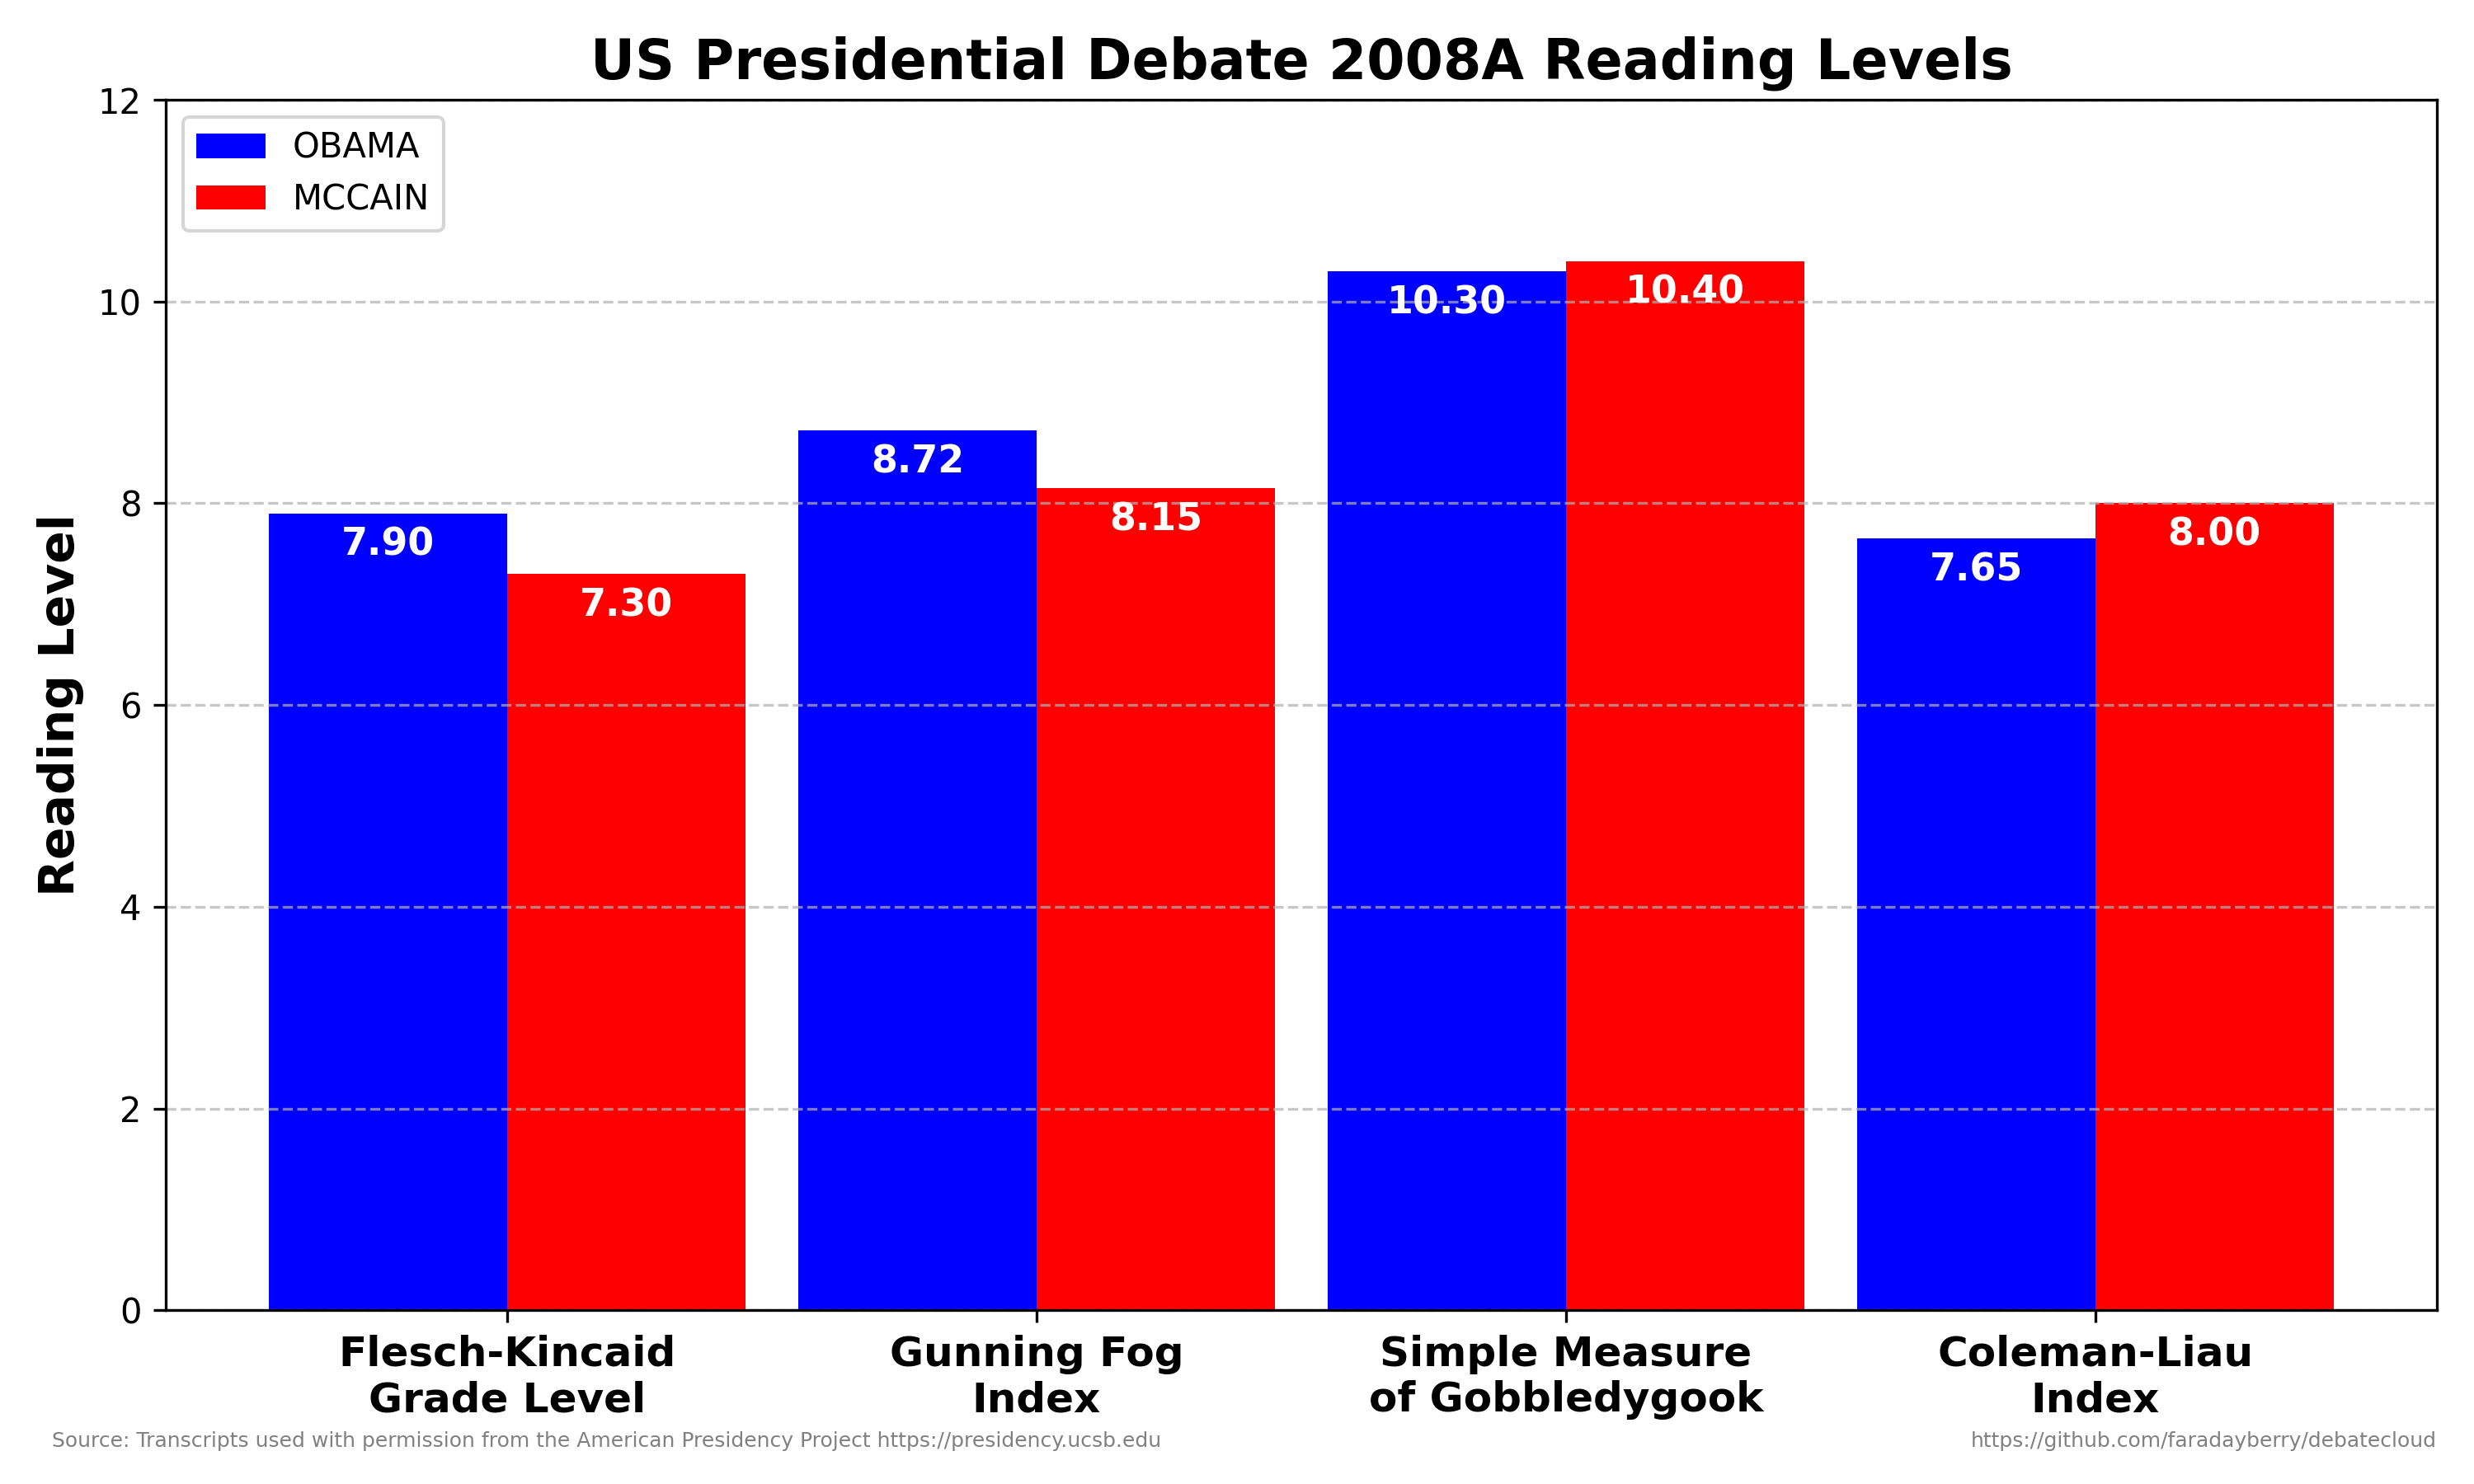 US Presidential Debate 2008A Reading Levels
12
10
8
6
4
2
0
Reading Level
OBAMA
MCCAIN
7.90
7.30
8.72
8.15
10.30
10.40
7.65
8.00
Flesch-Kincaid
Grade Level
Gunning Fog
Index
Simple Measure
of Gobbledygook
Coleman-Liau
Index
Source: Transcripts used with permission from the American Presidency Project https://presidency.ucsb.edu
https://github.com/faradayberry/debatecloud